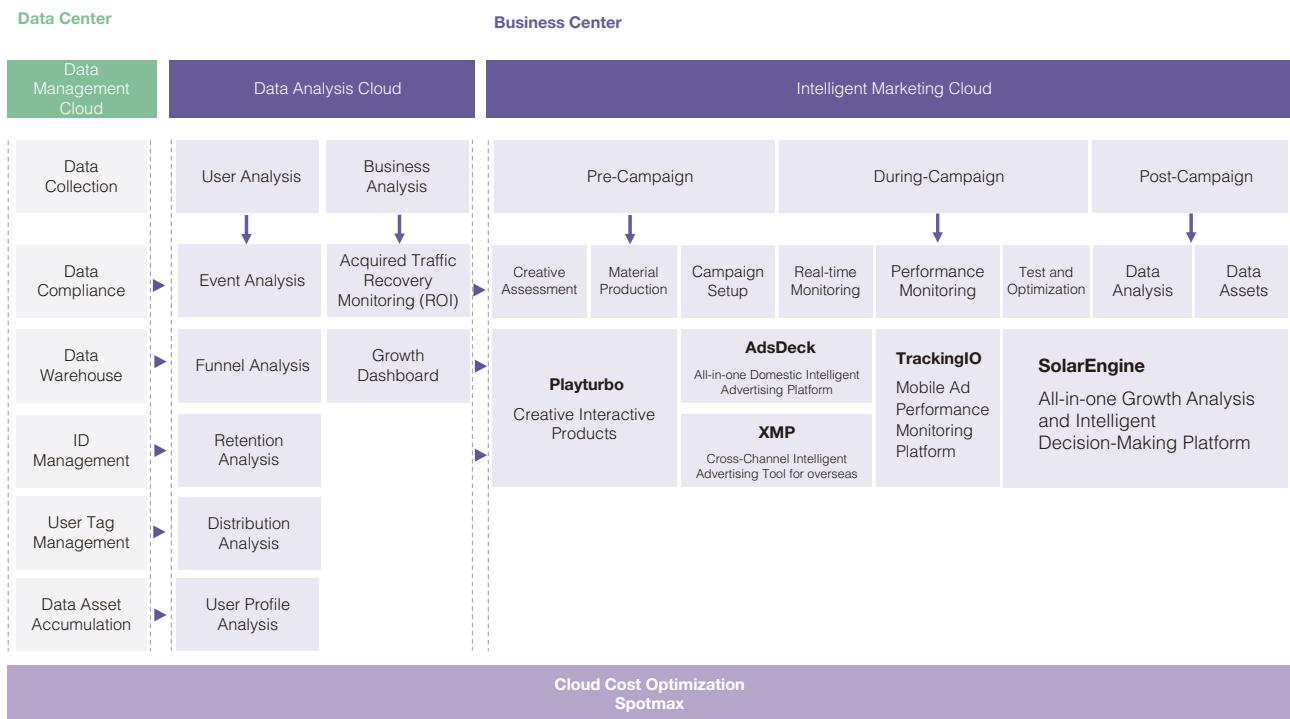 Data Center
Business Center
Data
Management
Cloud
Data Analysis Cloud
Intelligent Marketing Cloud
Data
Collection
User Analysis
Business
Analysis
Pre-Campaign
During-Campaign
Post-Campaign
Data
Compliance
Event Analysis
Acquired Traffic
Recovery
Monitoring (ROI)
Creative
Assessment
Material
Production
Campaign
Setup
Real-time
Monitoring
Performance
Monitoring
Test and
Optimization
Data
Analysis
Data
Assets
Data
Warehouse
Funnel Analysis
Growth
Dashboard
Playturbo
Creative Interactive
Products
AdsDeck
All-in-one Domestic Intelligent
Advertising Platform
XMP
Cross-Channel Intelligent
Advertising Tool for overseas
TrackingIO
Mobile Ad
Performance
Monitoring
Platform
SolarEngine
All-in-one Growth Analysis
and Intelligent
Decision-Making Platform
ID
Management
Retention
Analysis
User Tag
Management
Distribution
Analysis
Data Asset
Accumulation
User Profile
Analysis
Cloud Cost Optimization
Spotmax